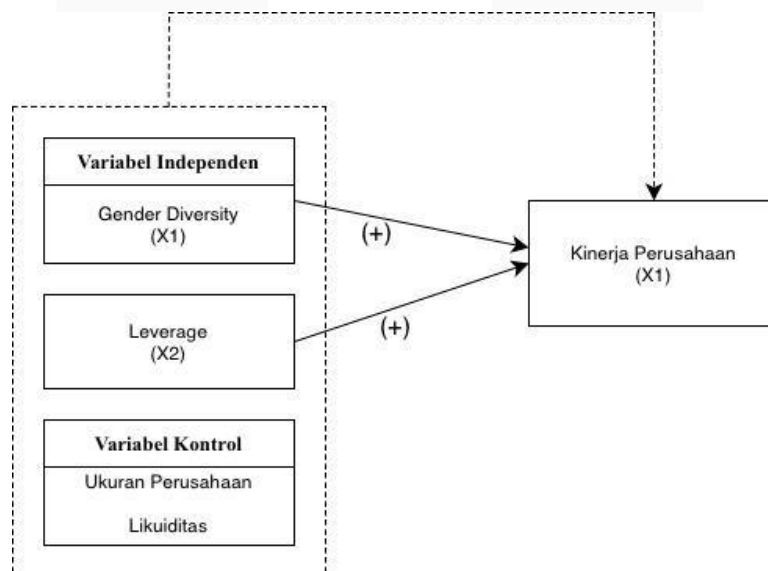 Variabel Independen
Gender Diversity
(X1)
(+)
Kinerja Perusahaan
(X1)
Leverage
(X2)
(+)
Variabel Kontrol
Ukuran Perusahaan
Likuiditas